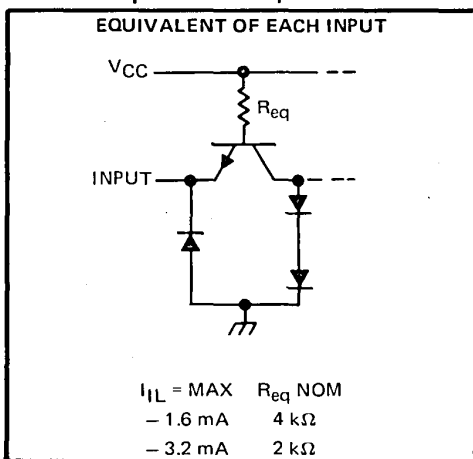 EQUIVALENT OF EACH INPUT
VCC
Req
INPUT
IIL = MAX Req NOM
– 1.6 mA 4 kΩ
– 3.2 mA 2 kΩ